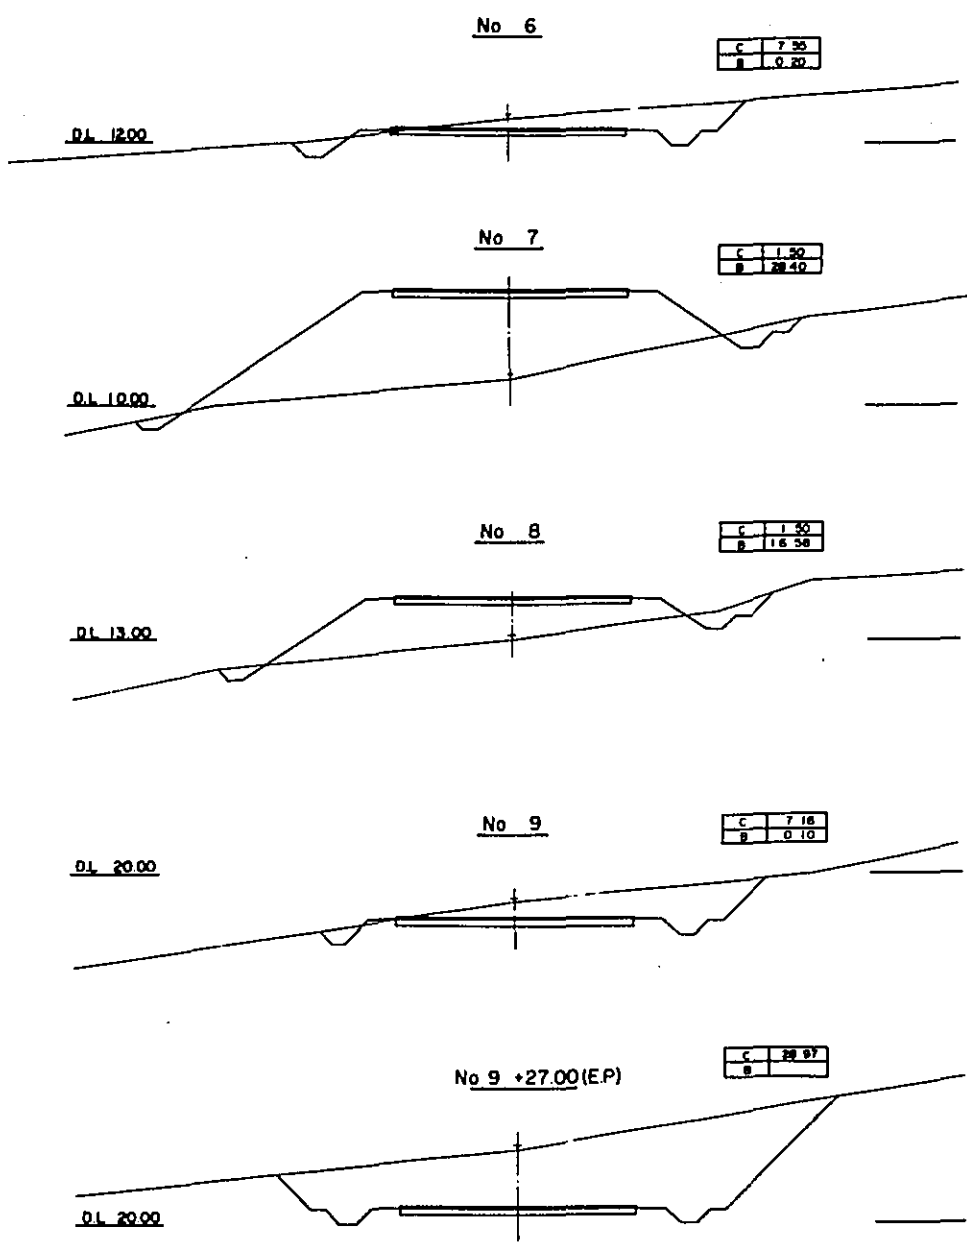 No 6
C 7 55
B 0 20
D.L 12.00
No 7
C 1 50
B 28 40
D.L 10.00
No 8
C 1 50
B 16 58
D.L 13.00
No 9
C 7 16
B 0 10
D.L 20.00
No 9 +27.00 (E.P)
C 28 97
B
D.L 20.00